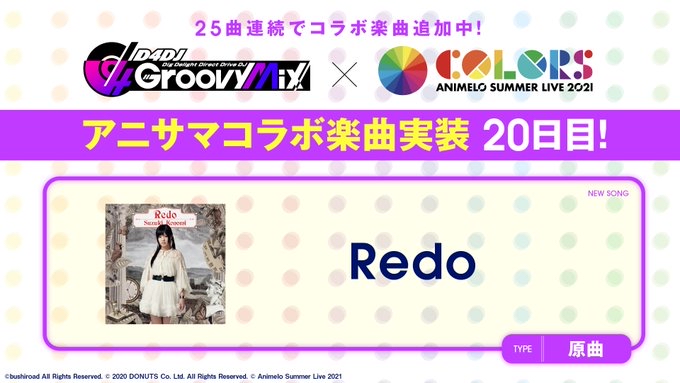 25曲連続でコラボ楽曲追加中!
D4DJ
Dig Delight Direct Drive DJ
GroovyMix
×
COLORS
ANIMELO SUMMER LIVE 2021
アニサマコラボ楽曲実装 20日目!
NEW SONG
Redo
Suzuki Konomi
Redo
TYPE 原曲
©bushiroad All Rights Reserved. © 2020 DONUTS Co. Ltd. All Rights Reserved. © Animelo Summer Live 2021